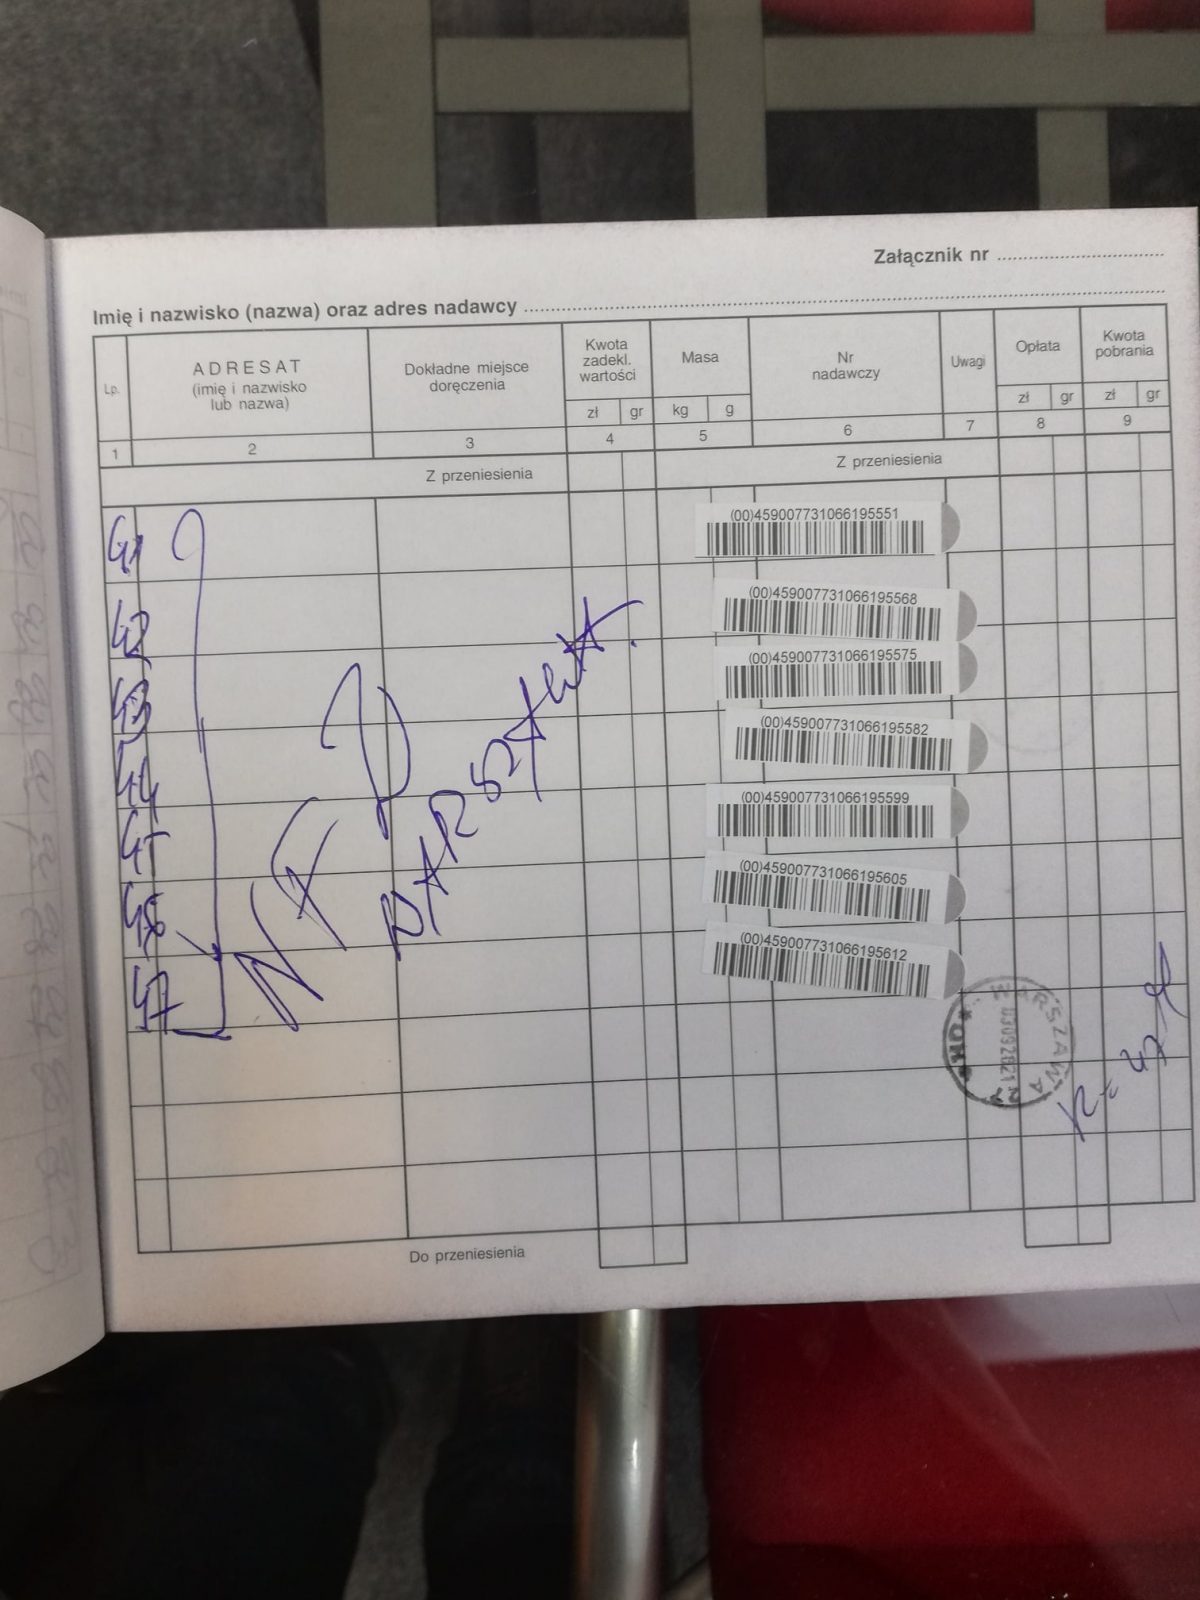 Załącznik nr
Imię i nazwisko (nazwa) oraz adres nadawcy
Lp. ADRESAT (imię i nazwisko lub nazwa) Dokładne miejsce doręczenia Kwota zadekl. wartości Masa Nr nadawczy Uwagi Opłata Kwota pobrania
zł gr kg g zł gr zł gr
1 2 3 4 5 6 7 8 9
Z przeniesienia Z przeniesienia
41 (00)459007731066195551
42 (00)459007731066195568
43 (00)459007731066195575
44 (00)459007731066195582
45 (00)459007731066195599
46 (00)459007731066195605
47 (00)459007731066195612
WARSZAWA
Do przeniesienia